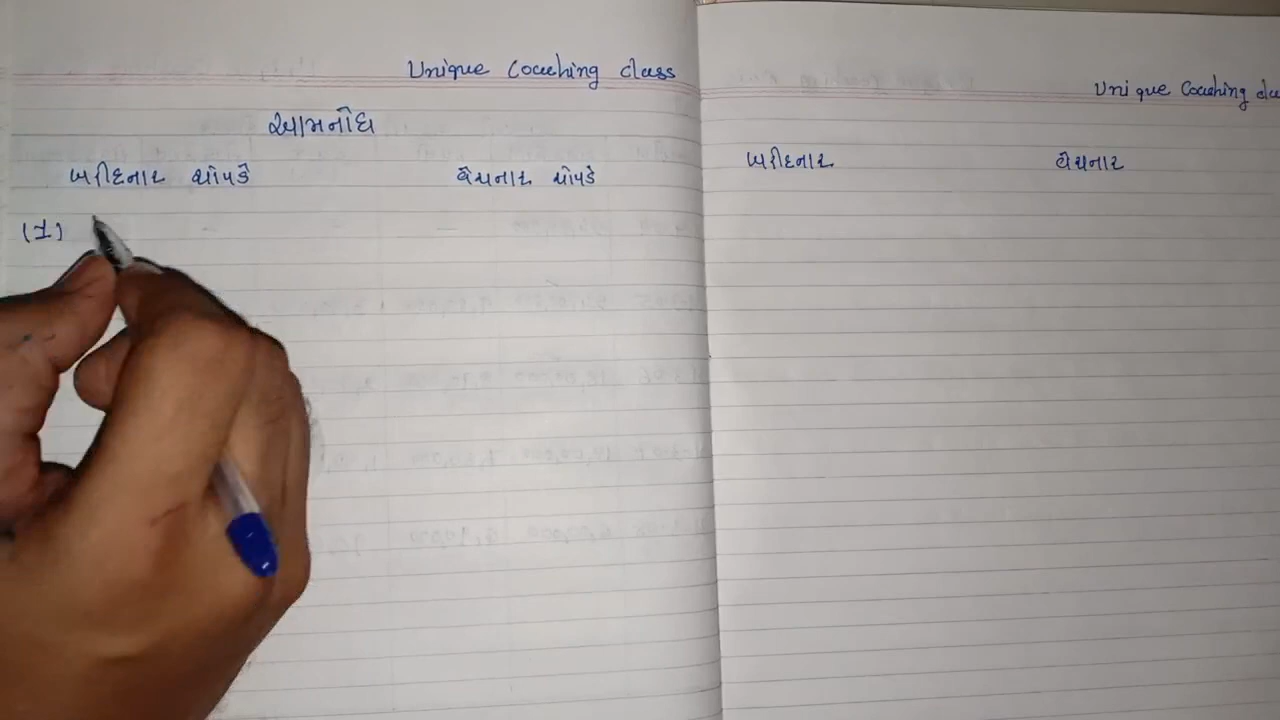 Unique Coaching class
આમનોંધ
ખરીદનાર ચોપડે વેચનાર ચોપડે
(1)
Unique Coaching cla
ખરીદનાર વેચનાર